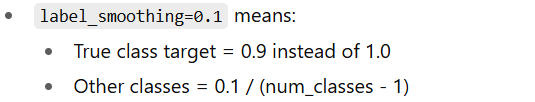 label_smoothing=0.1 means:
True class target = 0.9 instead of 1.0
Other classes = 0.1 / (num_classes - 1)